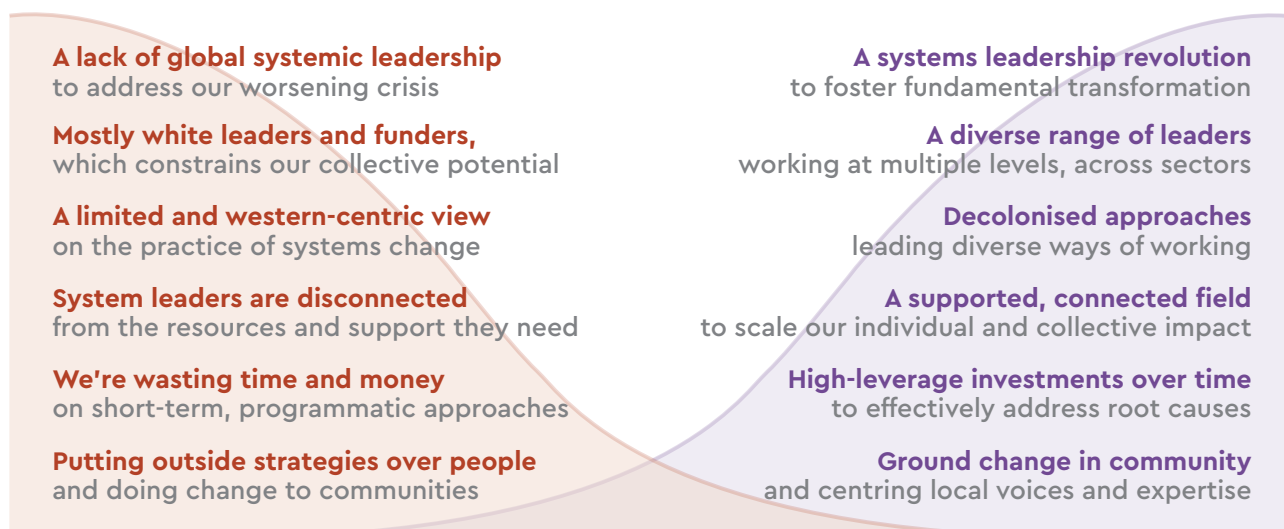 A lack of global systemic leadership
to address our worsening crisis
Mostly white leaders and funders,
which constrains our collective potential
A limited and western-centric view
on the practice of systems change
System leaders are disconnected
from the resources and support they need
We're wasting time and money
on short-term, programmatic approaches
Putting outside strategies over people
and doing change to communities
A systems leadership revolution
to foster fundamental transformation
A diverse range of leaders
working at multiple levels, across sectors
Decolonised approaches
leading diverse ways of working
A supported, connected field
to scale our individual and collective impact
High-leverage investments over time
to effectively address root causes
Ground change in community
and centring local voices and expertise